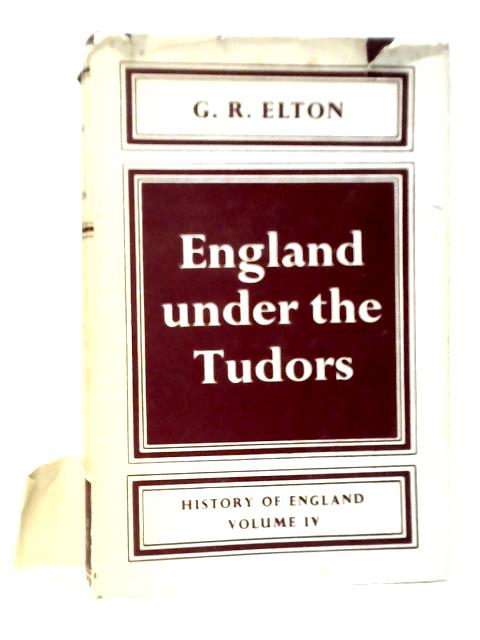 G. R. ELTON
England
under the
Tudors
HISTORY OF ENGLAND
VOLUME IV